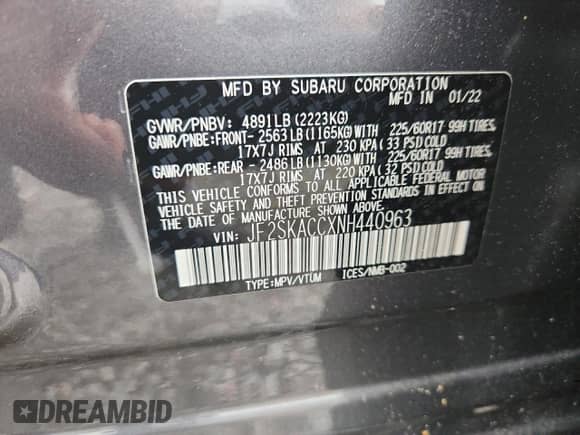 MFD BY SUBARU CORPORATION
MFD IN 01/22
GVWR/PNBV: 4891LB(2223KG)
GAWR/PNBE:FRONT- 2563LB(1165KG)WITH 225/60R17 99H TIRES,
17X7J RIMS AT 230 KPA(33 PSI)COLD
GAWR/PNBE:REAR - 2486LB(1130KG)WITH 225/60R17 99H TIRES,
17X7J RIMS AT 220 KPA(32 PSI)COLD
THIS VEHICLE CONFORMS TO ALL APPLICABLE FEDERAL MOTOR
VEHICLE SAFETY AND THEFT PREVENTION STANDARDS IN EFFECT
ON THE DATE OF MANUFACTURE SHOWN ABOVE.
VIN: JF2SKACCXNH440963
TYPE:MPV/VTUM ICES/NMB-002
DREAMBID